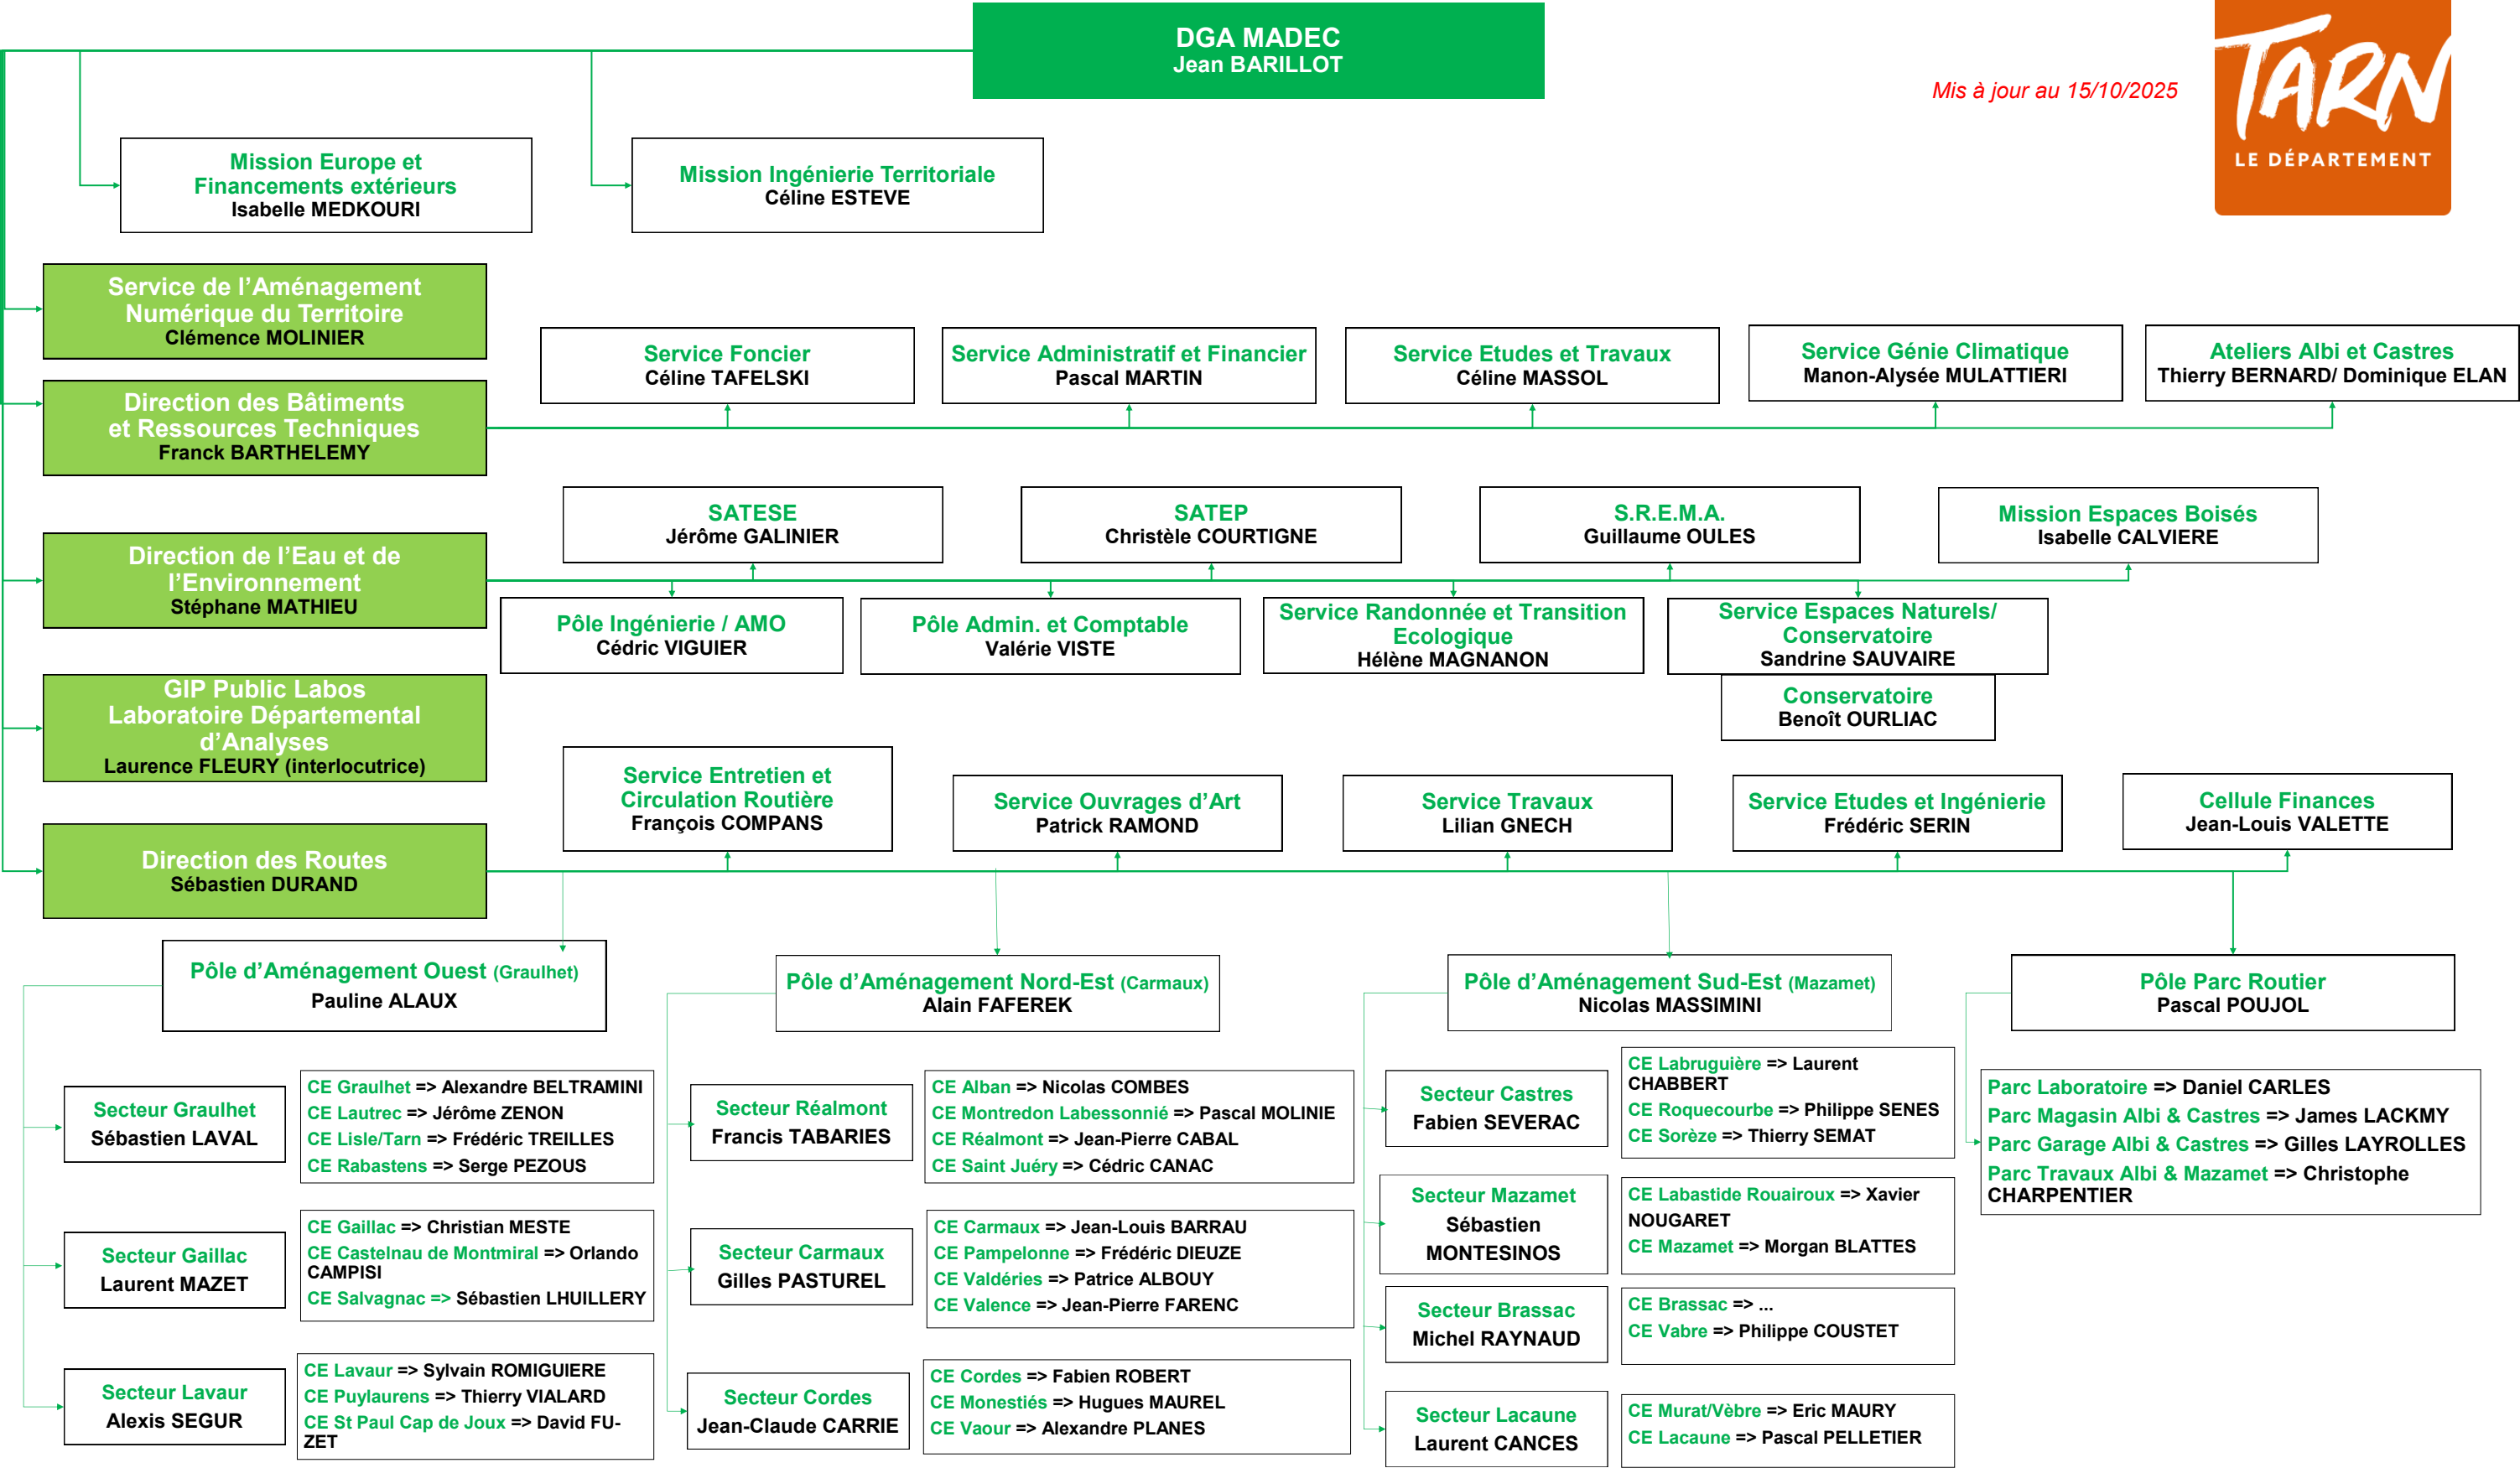 DGA MADEC
Jean BARILLOT
Mis à jour au 15/10/2025
TARN
LE DÉPARTEMENT
Mission Europe et
Financements extérieurs
Isabelle MEDKOURI
Mission Ingénierie Territoriale
Céline ESTEVE
Service de l’Aménagement
Numérique du Territoire
Clémence MOLINIER
Direction des Bâtiments
et Ressources Techniques
Franck BARTHELEMY
Service Foncier
Céline TAFELSKI
Service Administratif et Financier
Pascal MARTIN
Service Etudes et Travaux
Céline MASSOL
Service Génie Climatique
Manon-Alysée MULATTIERI
Ateliers Albi et Castres
Thierry BERNARD/ Dominique ELAN
Direction de l’Eau et de
l’Environnement
Stéphane MATHIEU
SATESE
Jérôme GALINIER
SATEP
Christèle COURTIGNE
S.R.E.M.A.
Guillaume OULES
Mission Espaces Boisés
Isabelle CALVIERE
Pôle Ingénierie / AMO
Cédric VIGUIER
Pôle Admin. et Comptable
Valérie VISTE
Service Randonnée et Transition
Ecologique
Hélène MAGNANON
Service Espaces Naturels/
Conservatoire
Sandrine SAUVAIRE
Conservatoire
Benoît OURLIAC
GIP Public Labos
Laboratoire Départemental
d’Analyses
Laurence FLEURY (interlocutrice)
Direction des Routes
Sébastien DURAND
Service Entretien et
Circulation Routière
François COMPANS
Service Ouvrages d’Art
Patrick RAMOND
Service Travaux
Lilian GNECH
Service Etudes et Ingénierie
Frédéric SERIN
Cellule Finances
Jean-Louis VALETTE
Pôle d’Aménagement Ouest (Graulhet)
Pauline ALAUX
Secteur Graulhet
Sébastien LAVAL
CE Graulhet => Alexandre BELTRAMINI
CE Lautrec => Jérôme ZENON
CE Lisle/Tarn => Frédéric TREILLES
CE Rabastens => Serge PEZOUS
Secteur Gaillac
Laurent MAZET
CE Gaillac => Christian MESTE
CE Castelnau de Montmiral => Orlando
CAMPISI
CE Salvagnac => Sébastien LHUILLERY
Secteur Lavaur
Alexis SEGUR
CE Lavaur => Sylvain ROMIGUIERE
CE Puylaurens => Thierry VIALARD
CE St Paul Cap de Joux => David FU-
ZET
Pôle d’Aménagement Nord-Est (Carmaux)
Alain FAFEREK
Secteur Réalmont
Francis TABARIES
CE Alban => Nicolas COMBES
CE Montredon Labessonnié => Pascal MOLINIE
CE Réalmont => Jean-Pierre CABAL
CE Saint Juéry => Cédric CANAC
Secteur Carmaux
Gilles PASTUREL
CE Carmaux => Jean-Louis BARRAU
CE Pampelonne => Frédéric DIEUZE
CE Valdéries => Patrice ALBOUY
CE Valence => Jean-Pierre FARENC
Secteur Cordes
Jean-Claude CARRIE
CE Cordes => Fabien ROBERT
CE Monestiés => Hugues MAUREL
CE Vaour => Alexandre PLANES
Pôle d’Aménagement Sud-Est (Mazamet)
Nicolas MASSIMINI
Secteur Castres
Fabien SEVERAC
CE Labruguière => Laurent
CHABBERT
CE Roquecourbe => Philippe SENES
CE Sorèze => Thierry SEMAT
Secteur Mazamet
Sébastien
MONTESINOS
CE Labastide Rouairoux => Xavier
NOUGARET
CE Mazamet => Morgan BLATTES
Secteur Brassac
Michel RAYNAUD
CE Brassac => ...
CE Vabre => Philippe COUSTET
Secteur Lacaune
Laurent CANCES
CE Murat/Vèbre => Eric MAURY
CE Lacaune => Pascal PELLETIER
Pôle Parc Routier
Pascal POUJOL
Parc Laboratoire => Daniel CARLES
Parc Magasin Albi & Castres => James LACKMY
Parc Garage Albi & Castres => Gilles LAYROLLES
Parc Travaux Albi & Mazamet => Christophe
CHARPENTIER